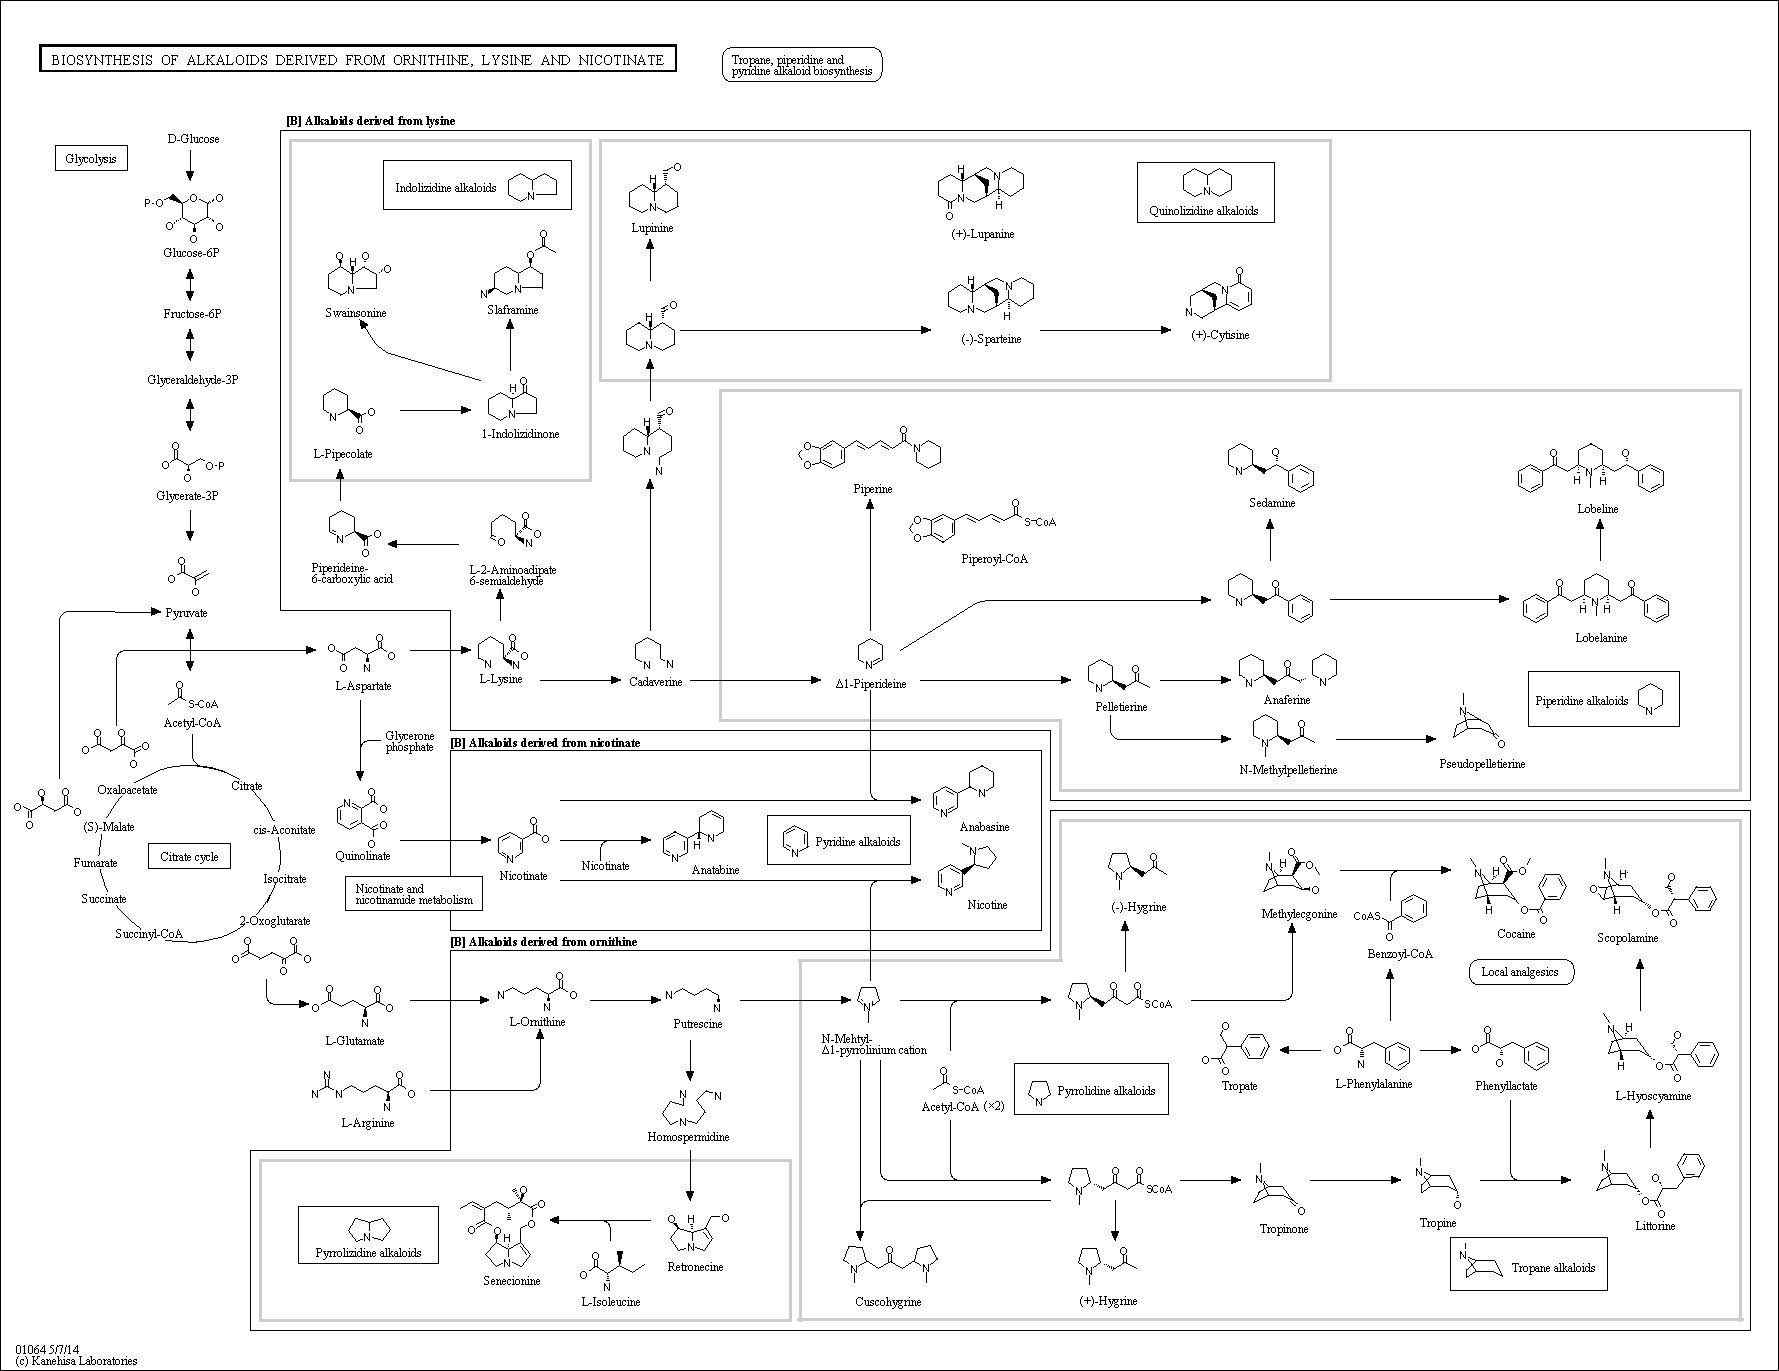 BIOSYNTHESIS OF ALKALOIDS DERIVED FROM ORNITHINE, LYSINE AND NICOTINATE
Tropane, piperidine and
pyridine alkaloid biosynthesis
[B] Alkaloids derived from lysine
Glycolysis
D-Glucose
Glucose-6P
Fructose-6P
Glyceraldehyde-3P
Glycerate-3P
Pyruvate
Acetyl-CoA
Indolizidine alkaloids
Swainsonine
Slaframine
L-Pipecolate
1-Indolizidinone
Piperideine-
6-carboxylic acid
L-2-Aminoadipate
6-semialdehyde
L-Aspartate
L-Lysine
Cadaverine
Lupinine
(+)-Lupanine
Quinolizidine alkaloids
(-)-Sparteine
(+)-Cytisine
Piperine
Piperoyl-CoA
S-CoA
Sedamine
Lobeline
Lobelanine
Δ1-Piperideine
Pelletierine
Anaferine
Piperidine alkaloids
N-Methylpelletierine
Pseudopelletierine
Glycerone
phosphate
[B] Alkaloids derived from nicotinate
Oxaloacetate
Citrate
(S)-Malate
cis-Aconitate
Citrate cycle
Fumarate
Isocitrate
Succinate
2-Oxoglutarate
Succinyl-CoA
S-CoA
Quinolinate
Nicotinate and
nicotinamide metabolism
Nicotinate
Nicotinate
Anatabine
Pyridine alkaloids
Anabasine
Nicotine
[B] Alkaloids derived from ornithine
L-Glutamate
L-Ornithine
Putrescine
L-Arginine
Homospermidine
N-Mehtyl-
Δ1-pyrrolinium cation
(-)-Hygrine
SCoA
S-CoA
Acetyl-CoA (×2)
Pyrrolidine alkaloids
Methylecgonine
CoAS
Benzoyl-CoA
Cocaine
Scopolamine
Local analgesics
Tropate
L-Phenylalanine
Phenyllactate
L-Hyoscyamine
SCoA
Tropinone
Tropine
Littorine
Tropane alkaloids
Cuscohygrine
(+)-Hygrine
Pyrrolizidine alkaloids
Senecionine
L-Isoleucine
Retronecine
01064 5/7/14
(c) Kanehisa Laboratories